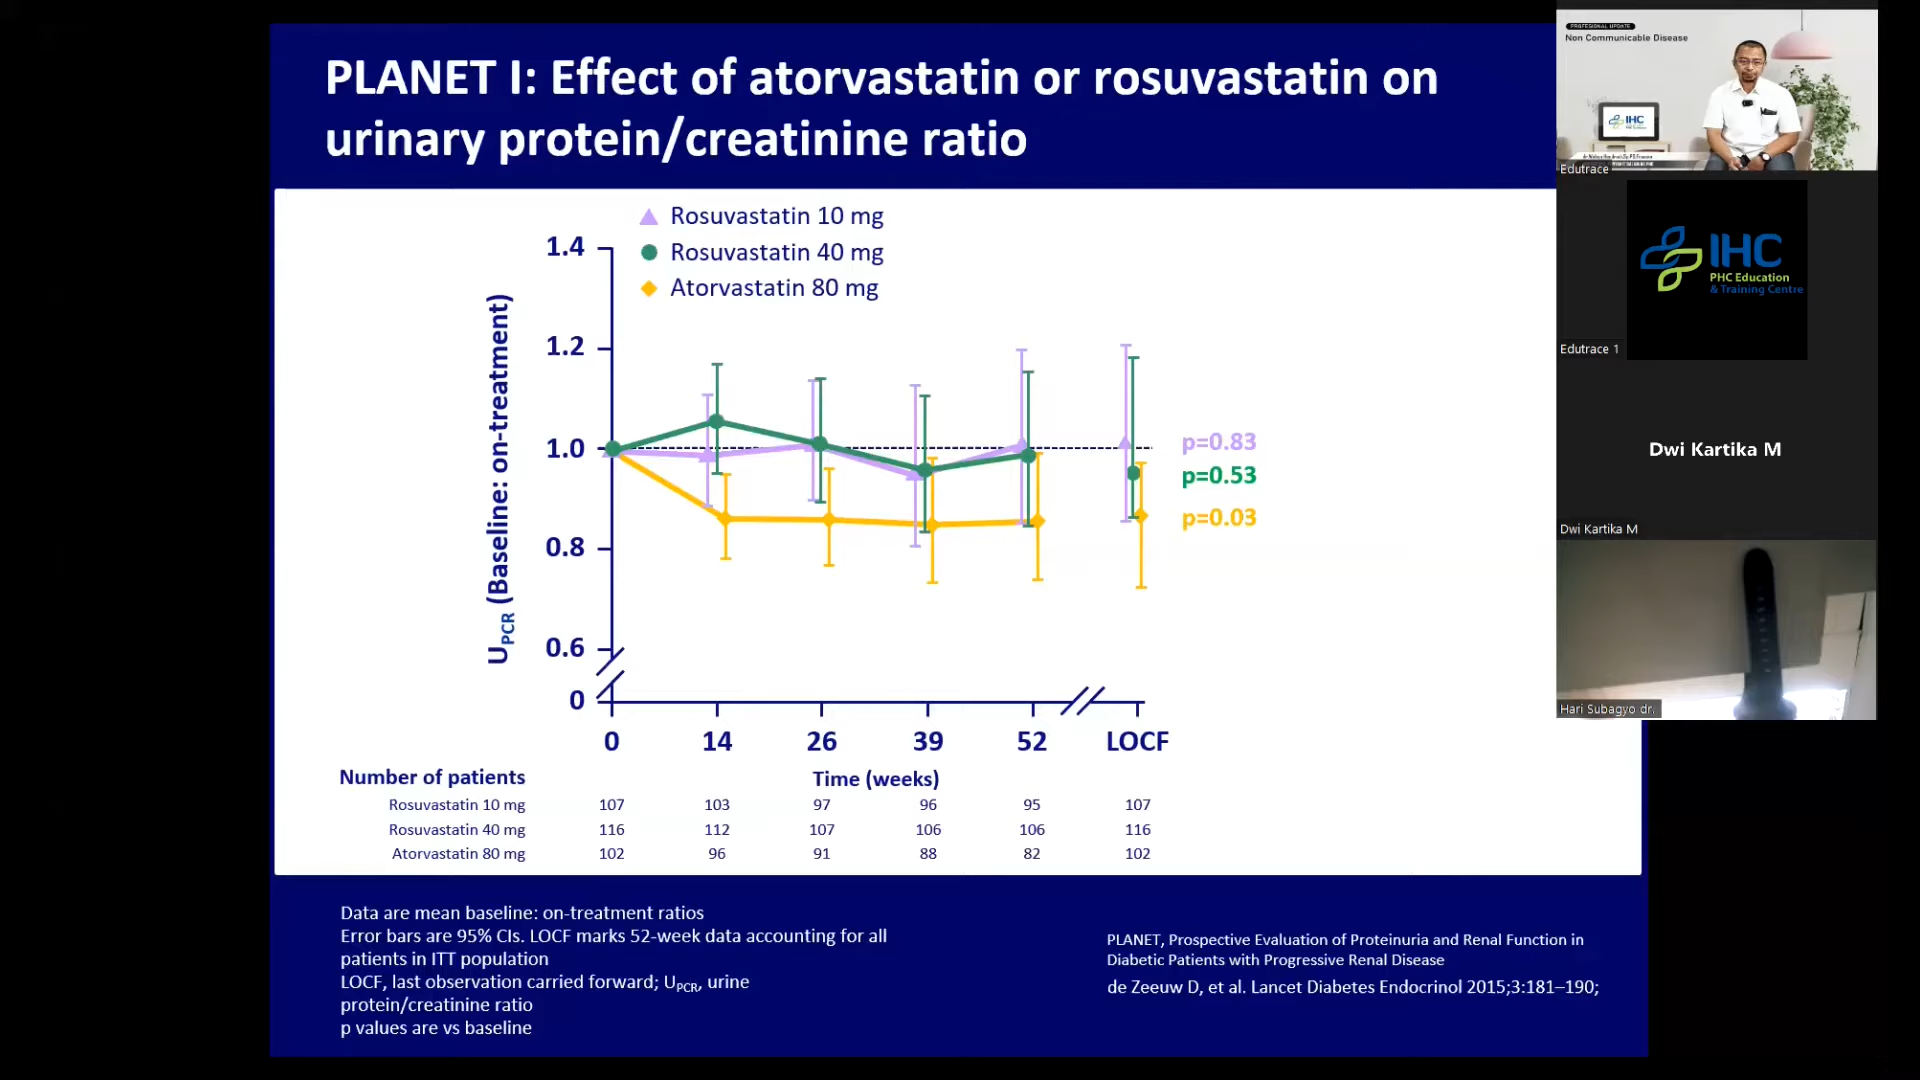 PLANET I: Effect of atorvastatin or rosuvastatin on
urinary protein/creatinine ratio
Rosuvastatin 10 mg
Rosuvastatin 40 mg
Atorvastatin 80 mg
UPCR (Baseline: on-treatment)
1.4
1.2
1.0
0.8
0.6
0
p=0.83
p=0.53
p=0.03
0 14 26 39 52 LOCF
Time (weeks)
Number of patients
Rosuvastatin 10 mg 107 103 97 96 95 107
Rosuvastatin 40 mg 116 112 107 106 106 116
Atorvastatin 80 mg 102 96 91 88 82 102
Data are mean baseline: on-treatment ratios
Error bars are 95% CIs. LOCF marks 52-week data accounting for all
patients in ITT population
LOCF, last observation carried forward; UPCR, urine
protein/creatinine ratio
p values are vs baseline
PLANET, Prospective Evaluation of Proteinuria and Renal Function in
Diabetic Patients with Progressive Renal Disease
de Zeeuw D, et al. Lancet Diabetes Endocrinol 2015;3:181–190;
PROFESIONAL UPDATE
Non Communicable Disease
IHC
Edutrace
IHC
PHC Education
& Training Centre
Edutrace 1
Dwi Kartika M
Dwi Kartika M
Hari Subagyo dr.